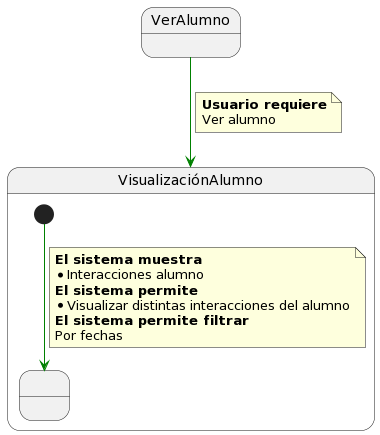 VerAlumno
Usuario requiere
Ver alumno
VisualizaciónAlumno
El sistema muestra
• Interacciones alumno
El sistema permite
• Visualizar distintas interacciones del alumno
El sistema permite filtrar
Por fechas